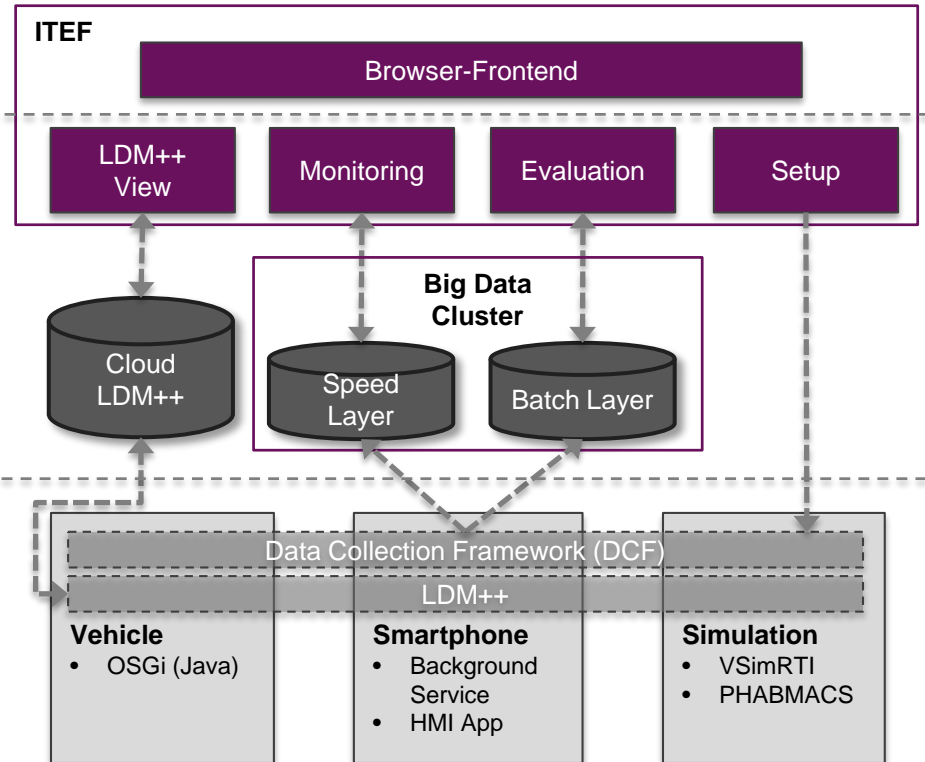 ITEF
Browser-Frontend
LDM++
View
Monitoring
Evaluation
Setup
Big Data
Cluster
Cloud
LDM++
Speed
Layer
Batch Layer
Data Collection Framework (DCF)
LDM++
Vehicle
• OSGi (Java)
Smartphone
• Background
Service
• HMI App
Simulation
• VSimRTI
• PHABMACS